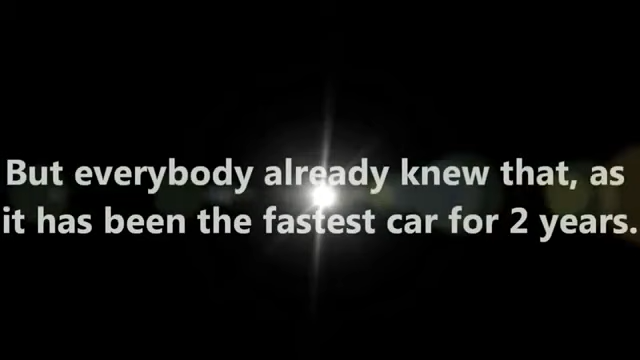 But everybody already knew that, as
it has been the fastest car for 2 years.